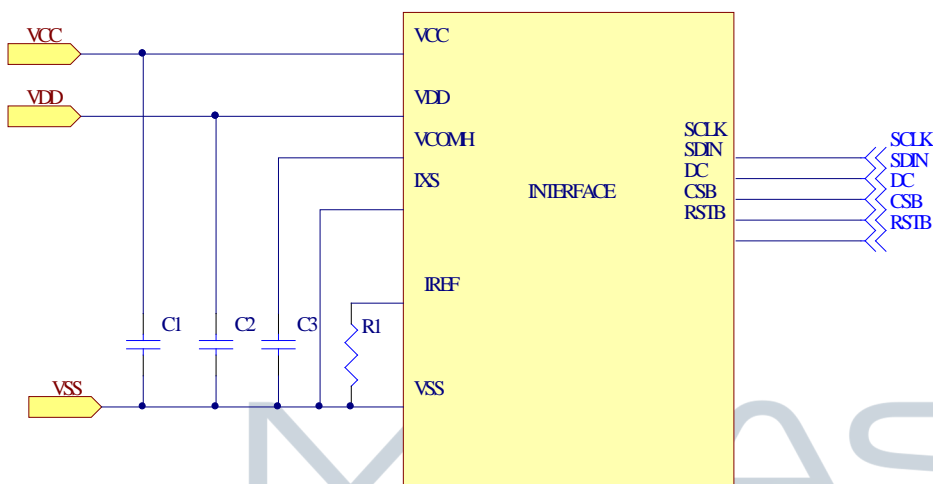 VCC
VCC
VDD
VDD
VCOMH
IXS
INTERFACE
SCLK
SDIN
DC
CSB
RSTB
SCLK
SDIN
DC
CSB
RSTB
IREF
C1
C2
C3
R1
VSS
VSS